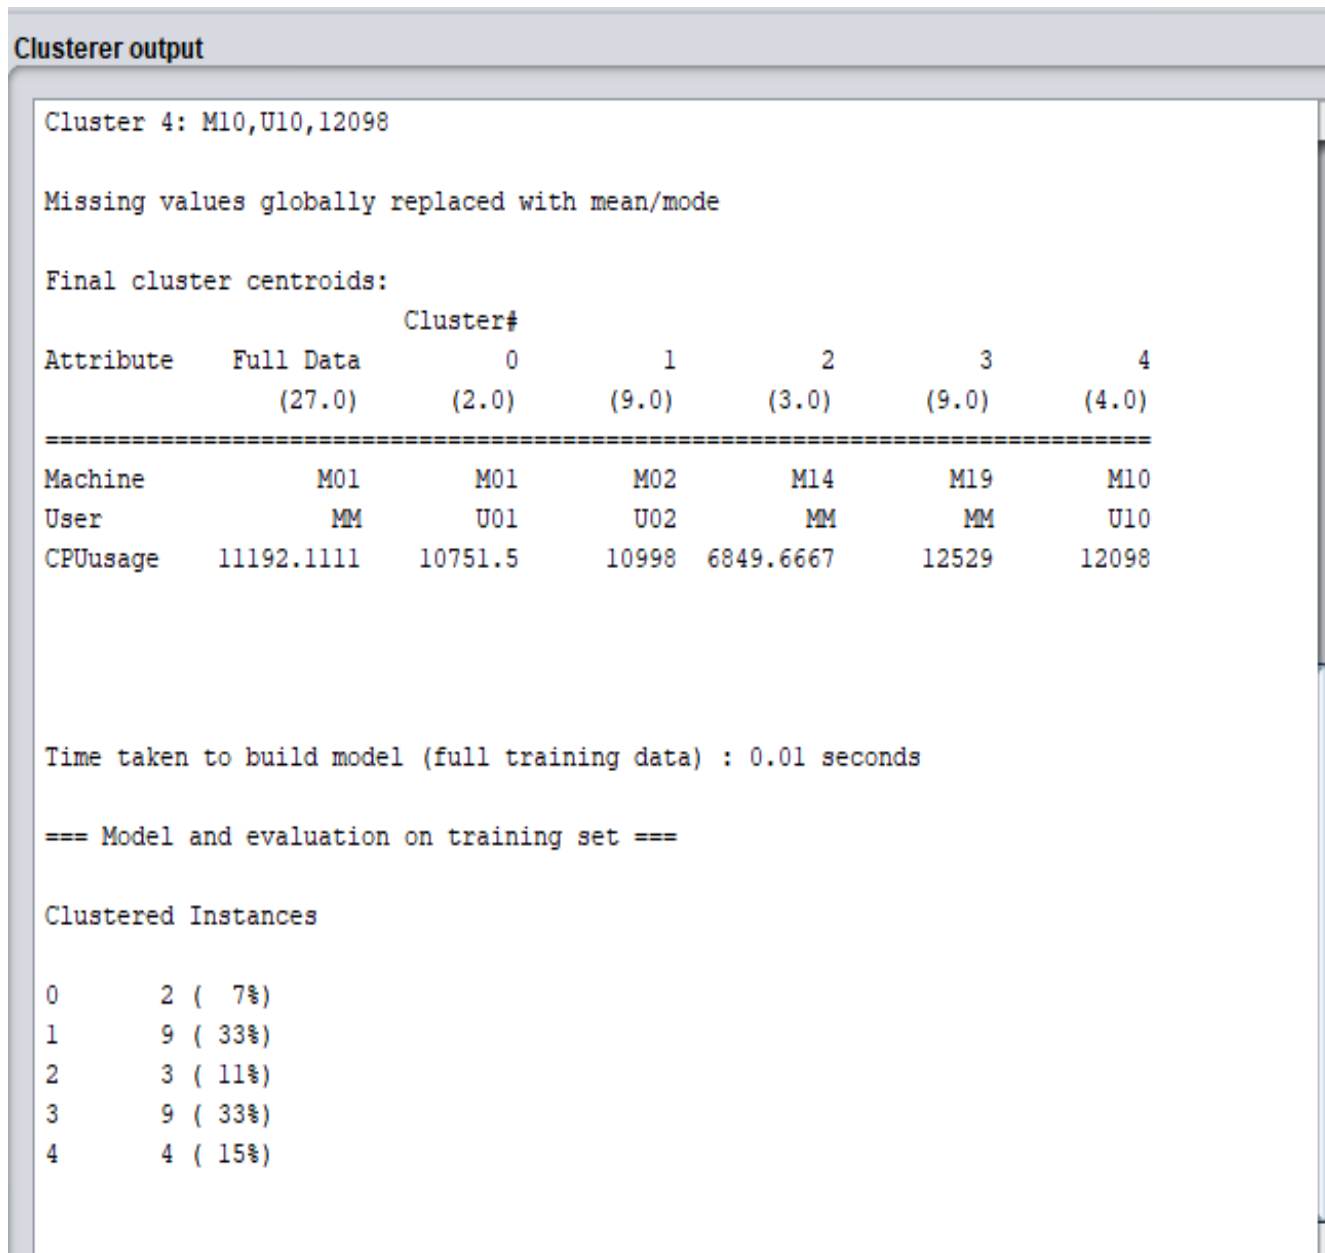 Clusterer output
Cluster 4: M10,U10,12098
Missing values globally replaced with mean/mode
Final cluster centroids:
Cluster#
Attribute Full Data 0 1 2 3 4
(27.0) (2.0) (9.0) (3.0) (9.0) (4.0)
=============================================================================
Machine M01 M01 M02 M14 M19 M10
User MM U01 U02 MM MM U10
CPUusage 11192.1111 10751.5 10998 6849.6667 12529 12098
Time taken to build model (full training data) : 0.01 seconds
=== Model and evaluation on training set ===
Clustered Instances
0 2 ( 7%)
1 9 ( 33%)
2 3 ( 11%)
3 9 ( 33%)
4 4 ( 15%)